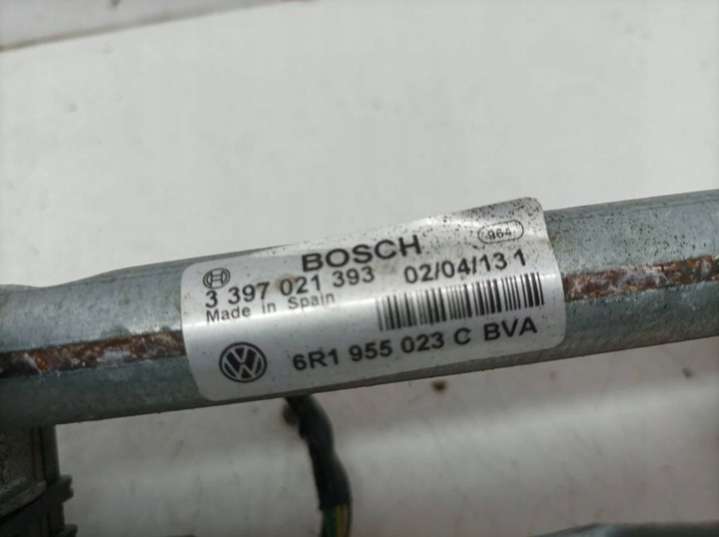 BOSCH 964
3 397 021 393 02/04/13 1
Made in Spain
6R1 955 023 C BVA